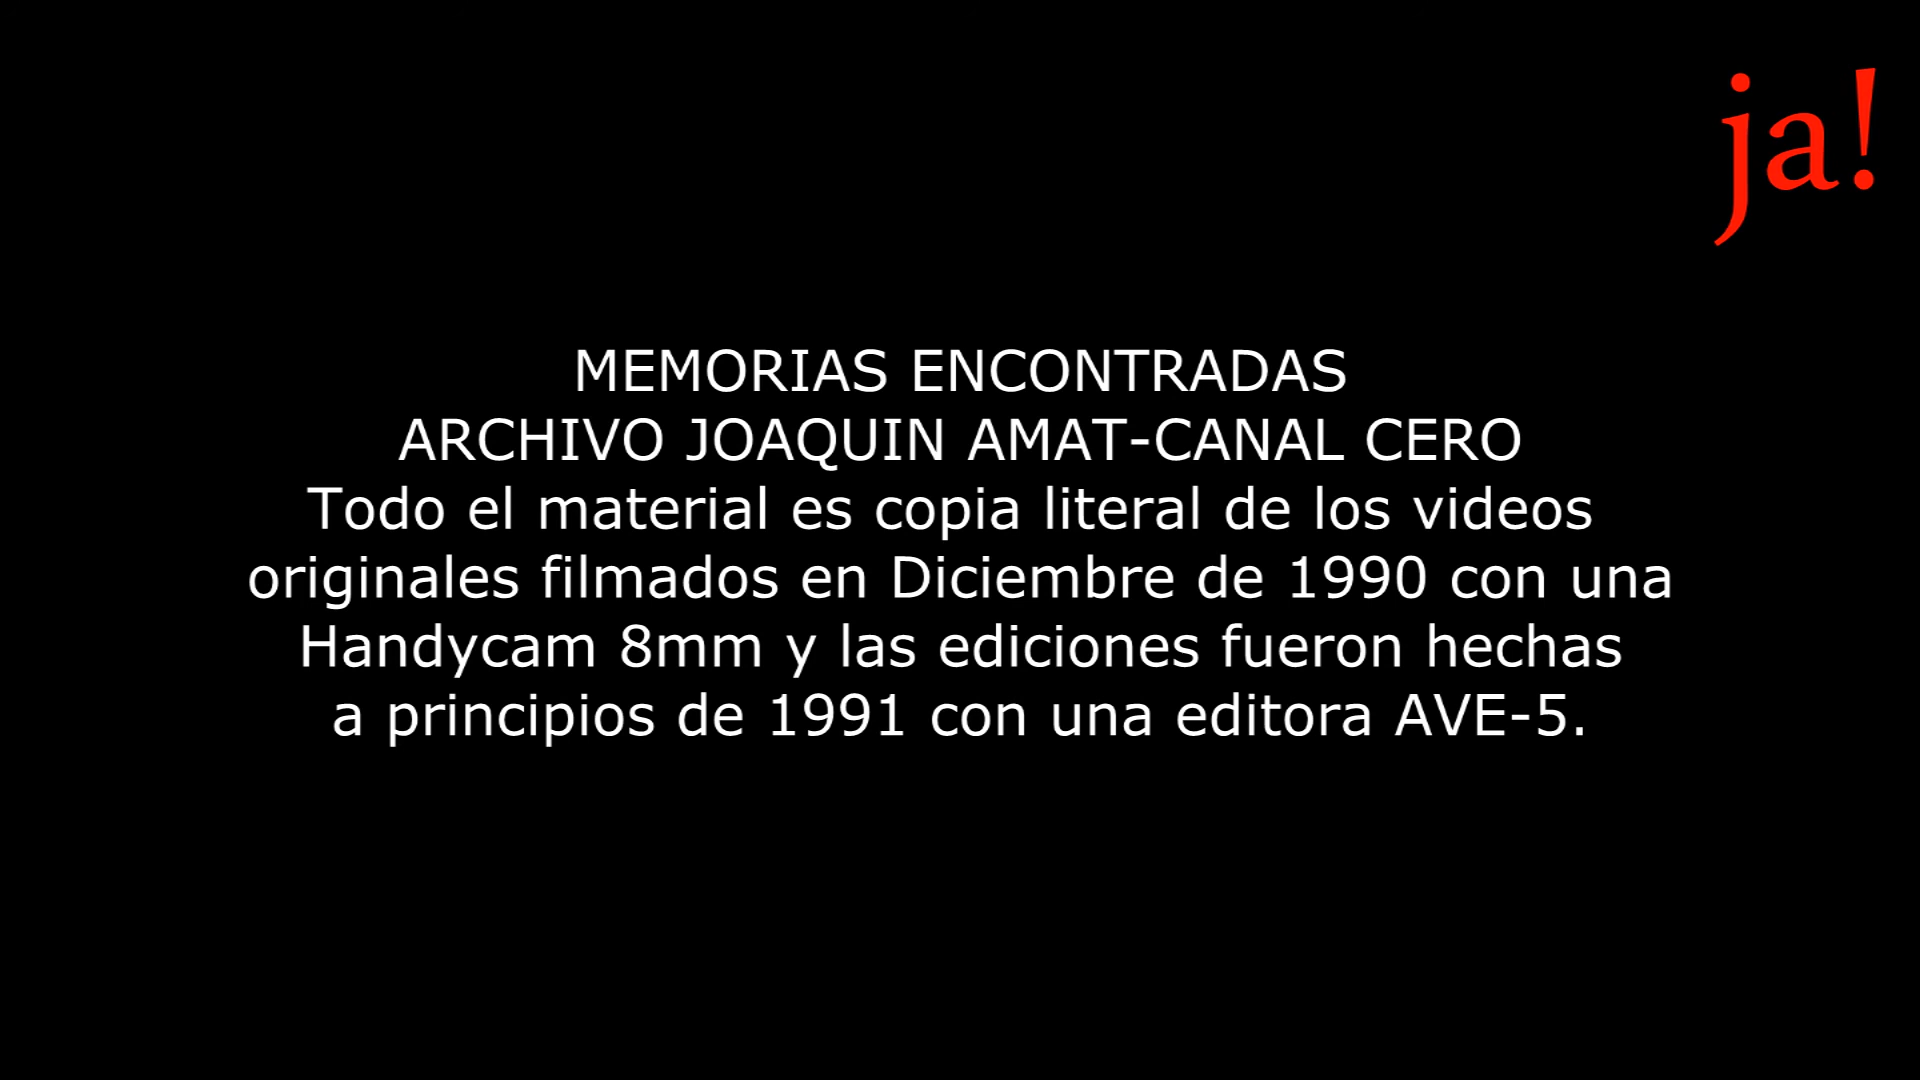 ja!
MEMORIAS ENCONTRADAS
ARCHIVO JOAQUIN AMAT-CANAL CERO
Todo el material es copia literal de los videos
originales filmados en Diciembre de 1990 con una
Handycam 8mm y las ediciones fueron hechas
a principios de 1991 con una editora AVE-5.